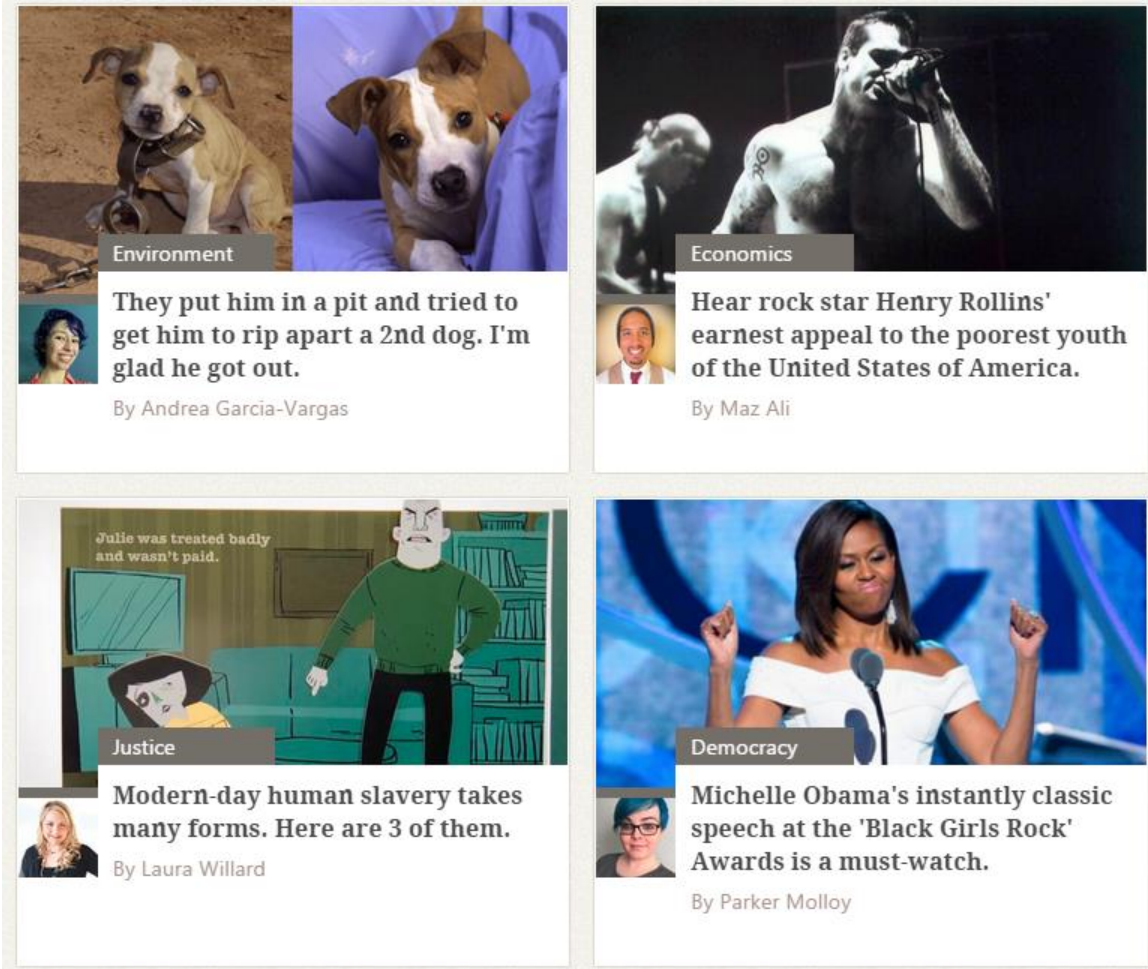 Environment
They put him in a pit and tried to
get him to rip apart a 2nd dog. I'm
glad he got out.
By Andrea Garcia-Vargas
Economics
Hear rock star Henry Rollins'
earnest appeal to the poorest youth
of the United States of America.
By Maz Ali
Julie was treated badly
and wasn't paid.
Justice
Modern-day human slavery takes
many forms. Here are 3 of them.
By Laura Willard
Democracy
Michelle Obama's instantly classic
speech at the 'Black Girls Rock'
Awards is a must-watch.
By Parker Molloy